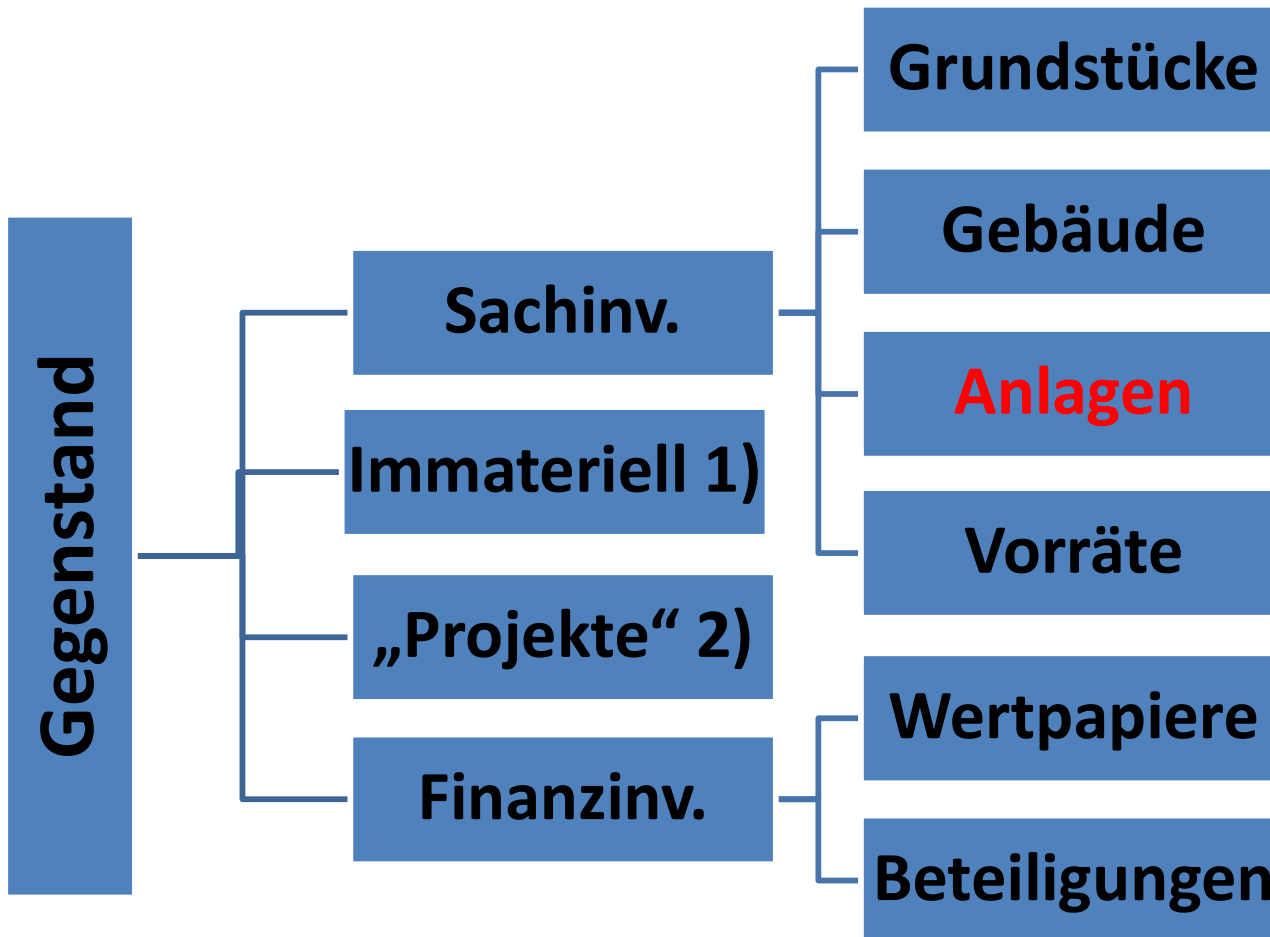 Gegenstand
Sachinv.
Grundstücke
Gebäude
Anlagen
Vorräte
Immateriell 1)
„Projekte“ 2)
Finanzinv.
Wertpapiere
Beteiligungen